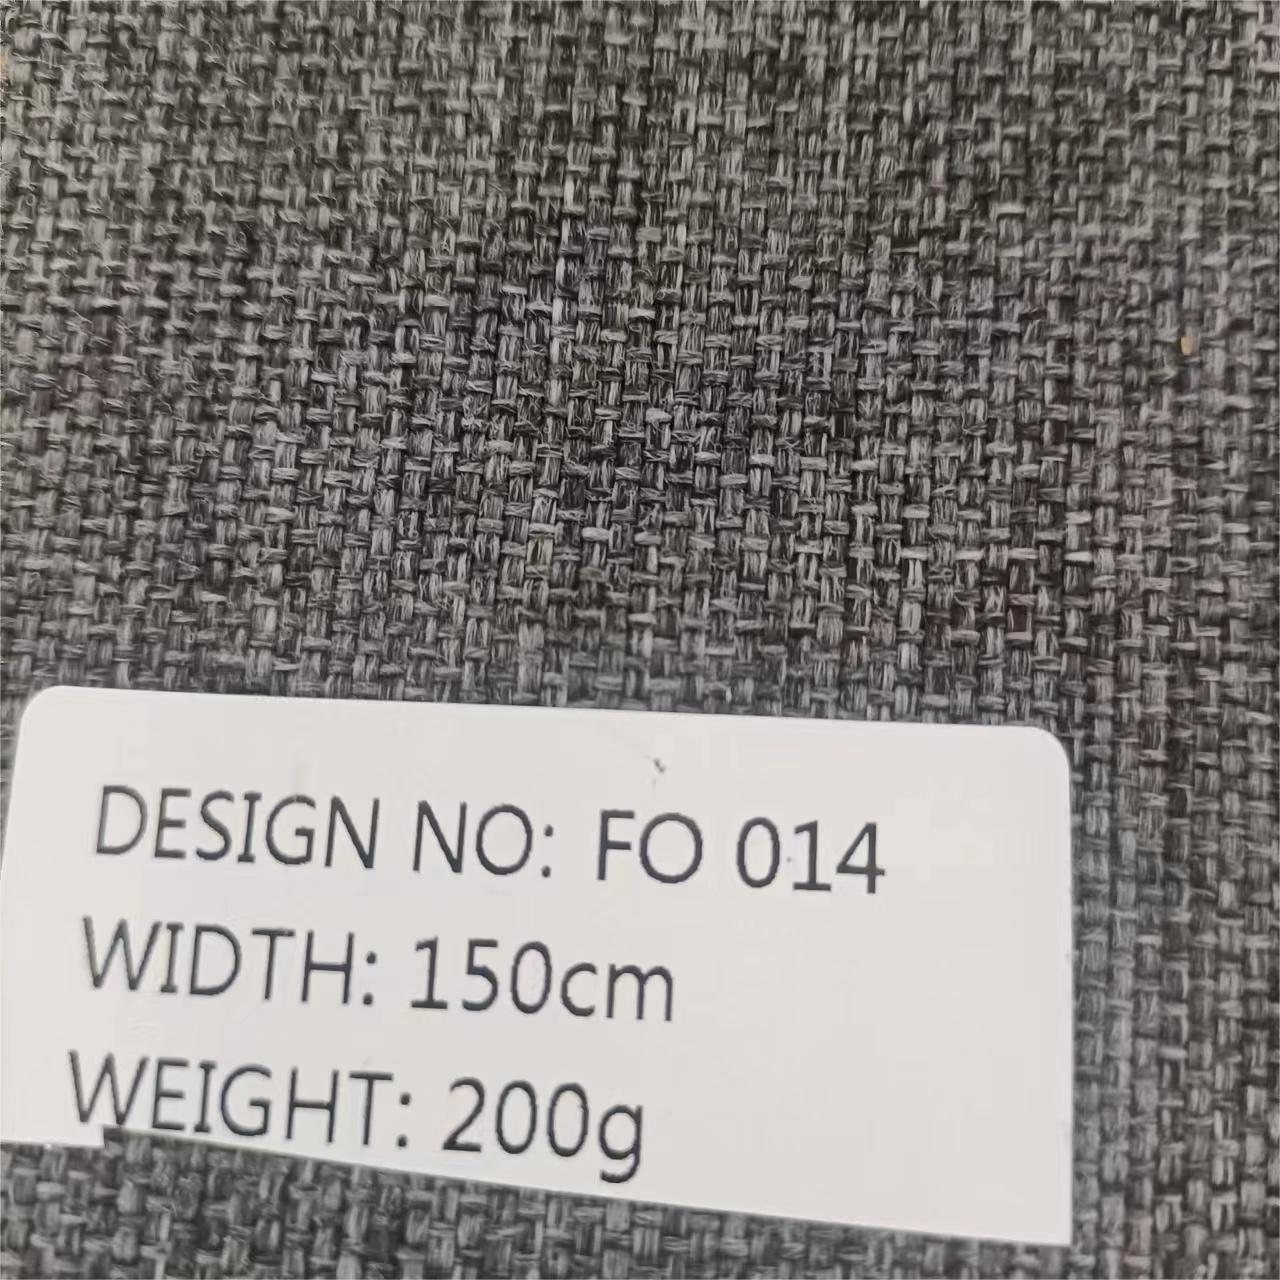 DESIGN NO: FO 014
WIDTH: 150cm
WEIGHT: 200g